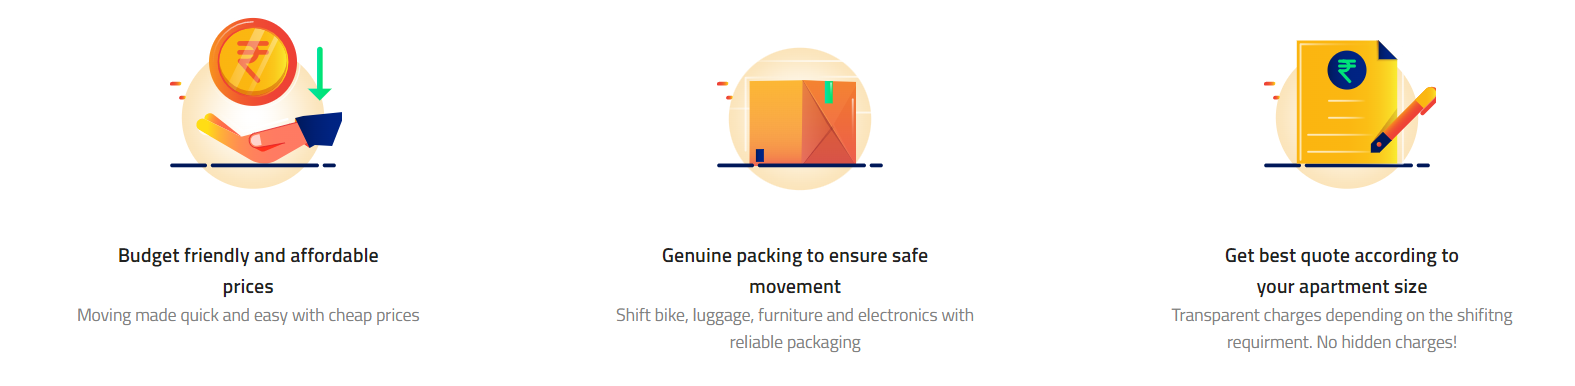 Budget friendly and affordable
prices
Moving made quick and easy with cheap prices
Genuine packing to ensure safe
movement
Shift bike, luggage, furniture and electronics with
reliable packaging
Get best quote according to
your apartment size
Transparent charges depending on the shifitng
requirment. No hidden charges!